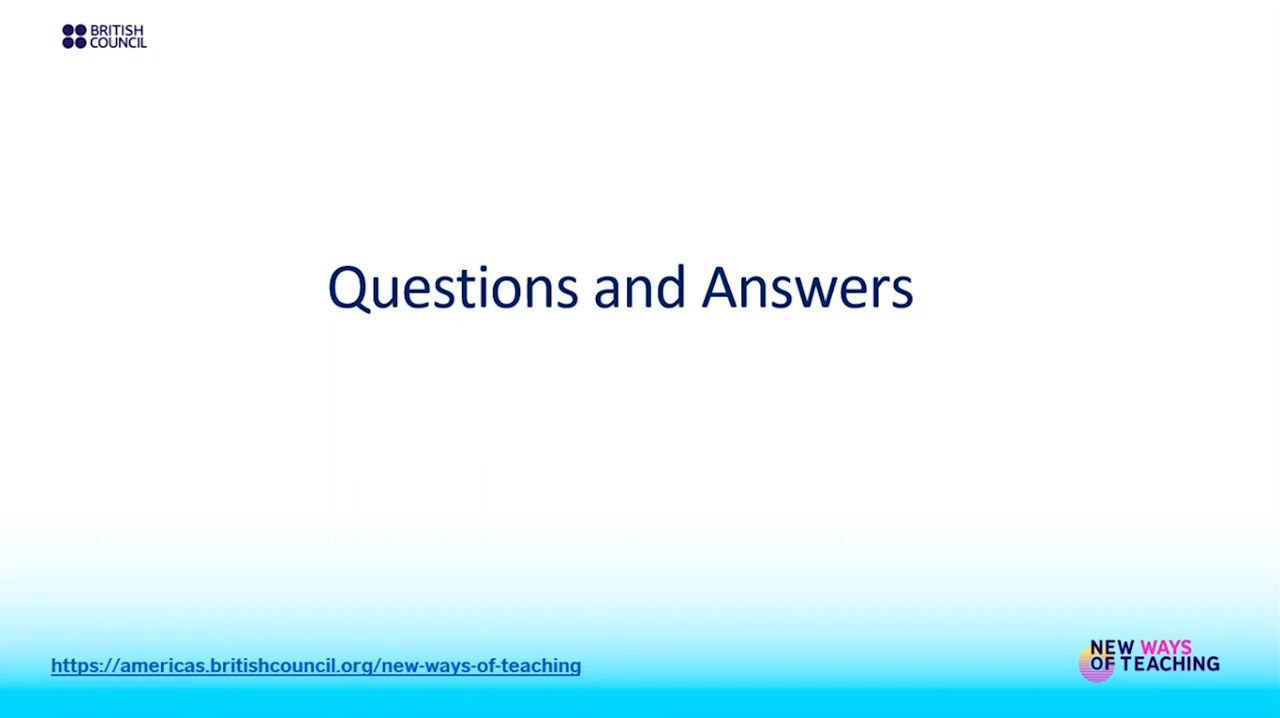 BRITISH
COUNCIL
Questions and Answers
https://americas.britishcouncil.org/new-ways-of-teaching
NEW WAYS
OF TEACHING